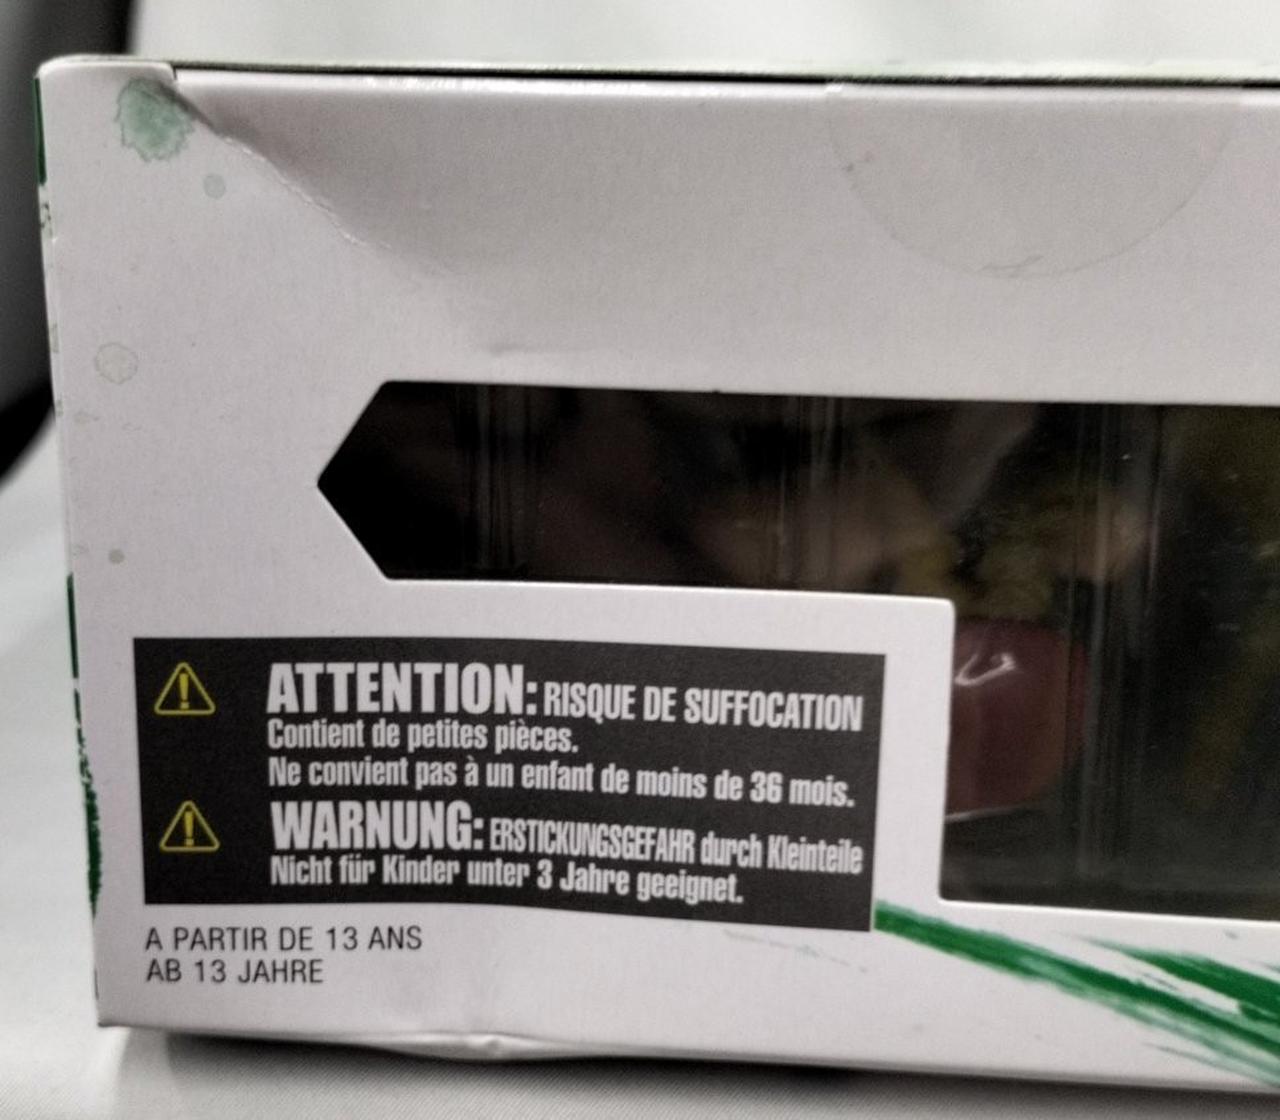 ATTENTION: RISQUE DE SUFFOCATION
Contient de petites pièces.
Ne convient pas à un enfant de moins de 36 mois.
WARNUNG: ERSTICKUNGSGEFAHR durch Kleinteile
Nicht für Kinder unter 3 Jahre geeignet.
A PARTIR DE 13 ANS
AB 13 JAHRE